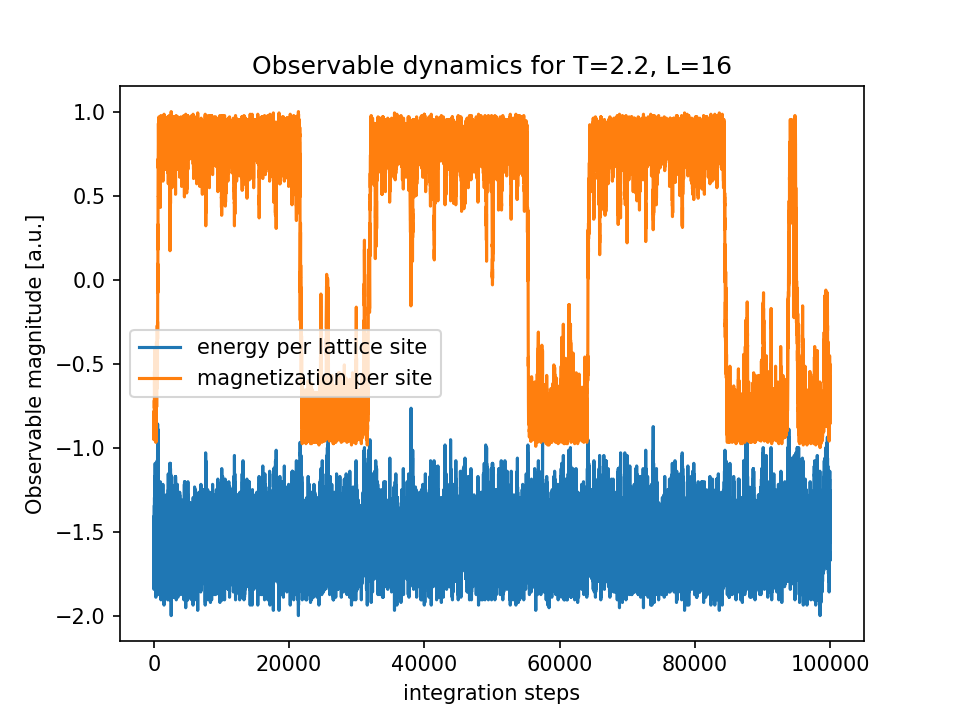 Observable dynamics for T=2.2, L=16
Observable magnitude [a.u.]
1.0
0.5
0.0
−0.5
−1.0
−1.5
−2.0
energy per lattice site
magnetization per site
0
20000
40000
60000
80000
100000
integration steps